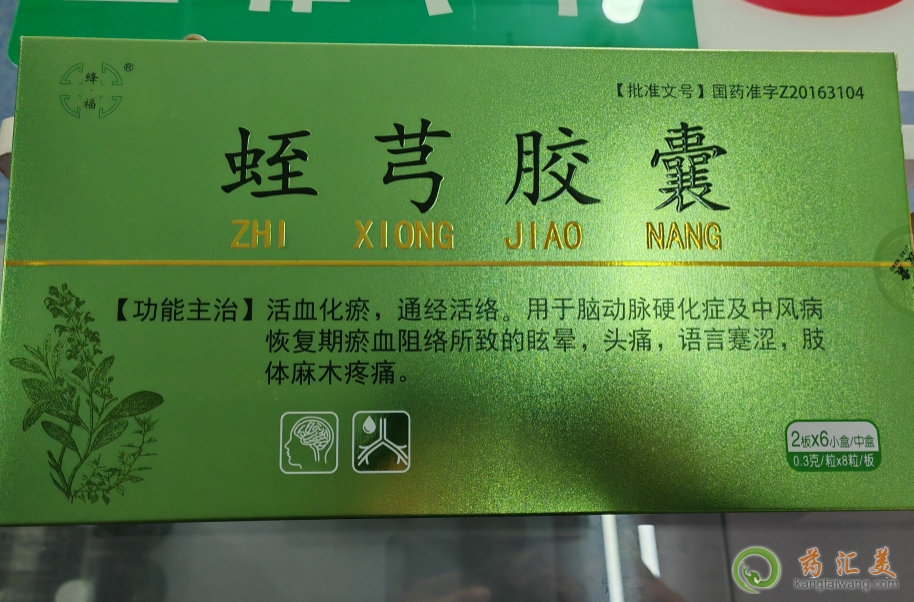 绛
福
®
【批准文号】国药准字Z20163104
蛭芎胶囊
ZHI XIONG JIAO NANG
【功能主治】活血化瘀，通经活络。用于脑动脉硬化症及中风病
恢复期瘀血阻络所致的眩晕，头痛，语言蹇涩，肢
体麻木疼痛。
2板x6小盒/中盒
0.3克/粒x8粒/板
药汇美
kangtaiwang.com